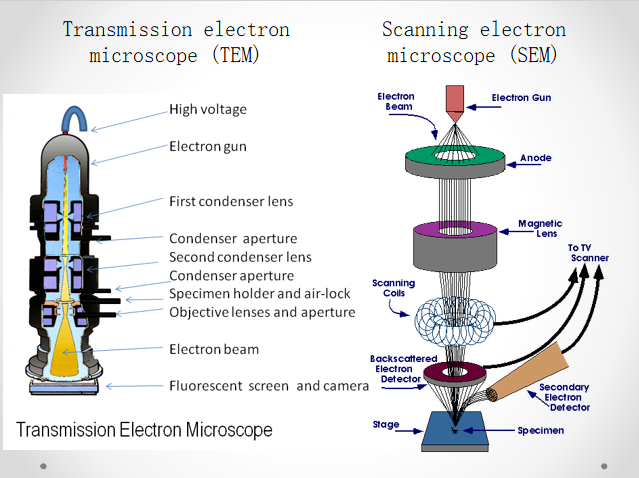 Transmission electron
microscope (TEM)
High voltage
Electron gun
First condenser lens
Condenser aperture
Second condenser lens
Condenser aperture
Specimen holder and air-lock
Objective lenses and aperture
Electron beam
Fluorescent screen and camera
Transmission Electron Microscope
Scanning electron
microscope (SEM)
Electron
Beam
Electron Gun
Anode
Magnetic
Lens
To TV
Scanner
Scanning
Coils
Backscattered
Electron
Detector
Secondary
Electron
Detector
Stage
Specimen